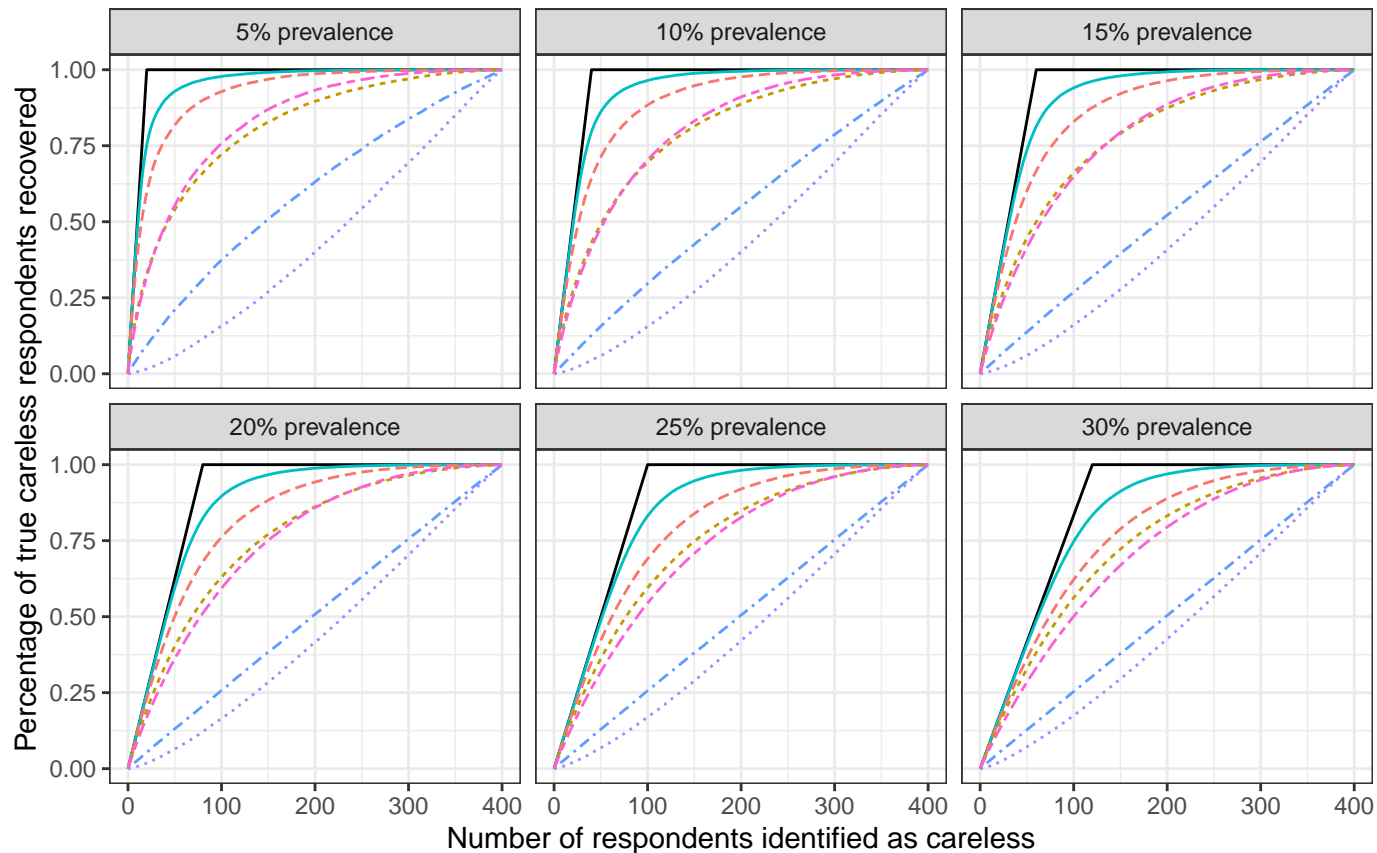 5% prevalence
10% prevalence
15% prevalence
1.00
0.75
0.50
0.25
0.00
20% prevalence
25% prevalence
30% prevalence
1.00
0.75
0.50
0.25
0.00
0 100 200 300 400
0 100 200 300 400
0 100 200 300 400
Number of respondents identified as careless
Percentage of true careless respondents recovered